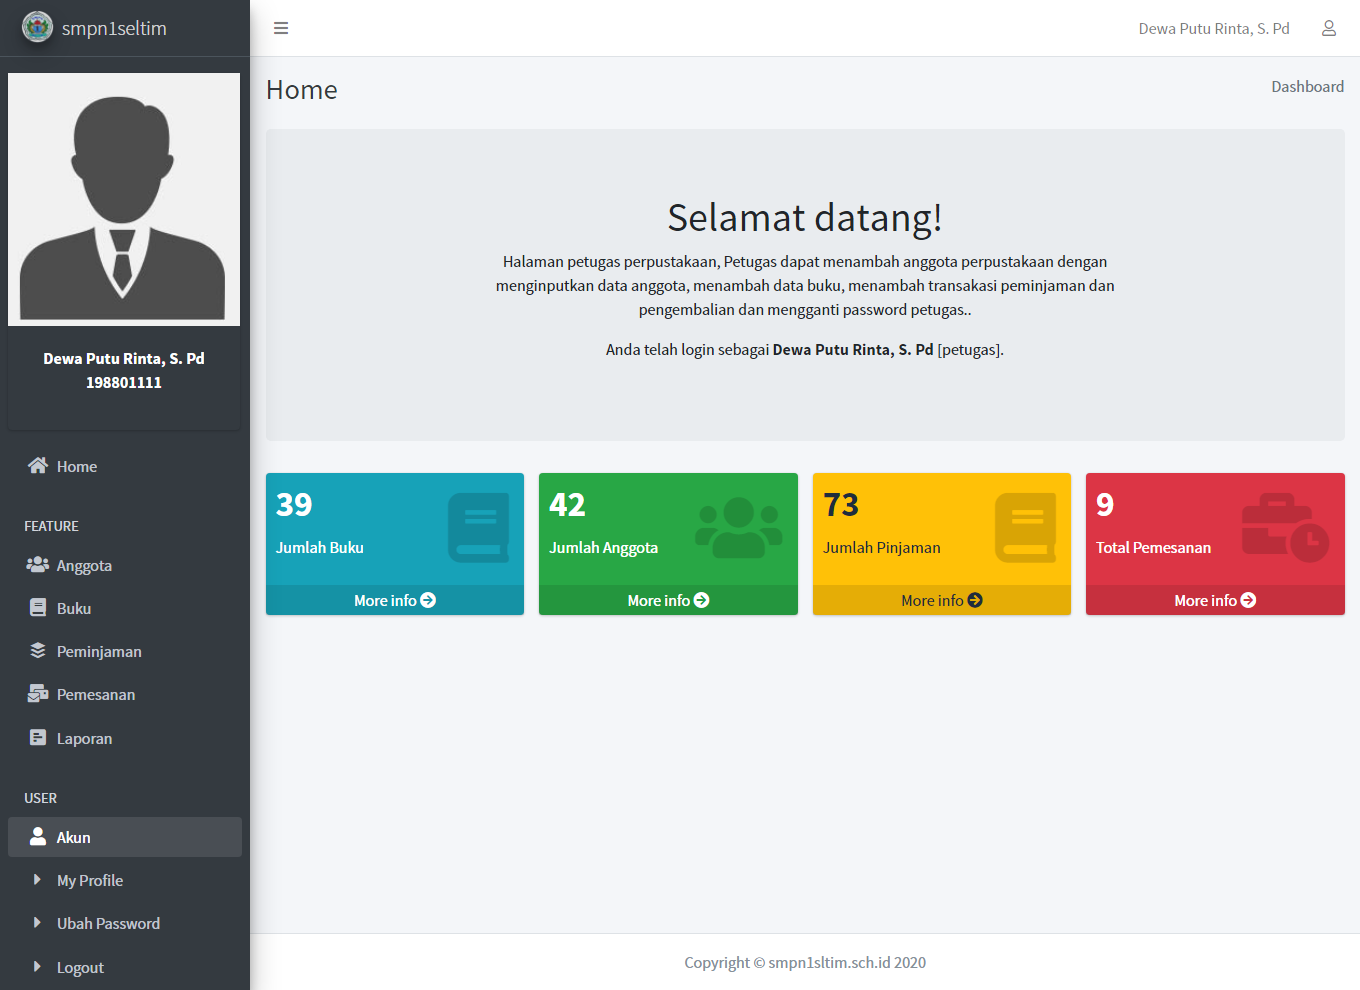 smpn1seltim
Dewa Putu Rinta, S. Pd
198801111
Home
FEATURE
Anggota
Buku
Peminjaman
Pemesanan
Laporan
USER
Akun
My Profile
Ubah Password
Logout
Dewa Putu Rinta, S. Pd
Home
Dashboard
Selamat datang!
Halaman petugas perpustakaan, Petugas dapat menambah anggota perpustakaan dengan
menginputkan data anggota, menambah data buku, menambah transakasi peminjaman dan
pengembalian dan mengganti password petugas..
Anda telah login sebagai Dewa Putu Rinta, S. Pd [petugas].
39
Jumlah Buku
More info
42
Jumlah Anggota
More info
73
Jumlah Pinjaman
More info
9
Total Pemesanan
More info
Copyright © smpn1sltim.sch.id 2020